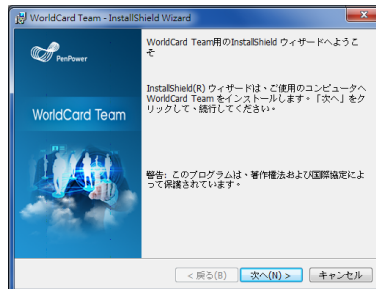 WorldCard Team - InstallShield Wizard
PenPower
WorldCard Team
WorldCard Team用のInstallShield ウィザードへようこ
そ
InstallShield(R) ウィザードは、ご使用のコンピュータへ
WorldCard Team をインストールします。「次へ」をク
リックして、続行してください。
警告: このプログラムは、著作権法および国際協定によ
って保護されています。
< 戻る(B)
次へ(N) >
キャンセル